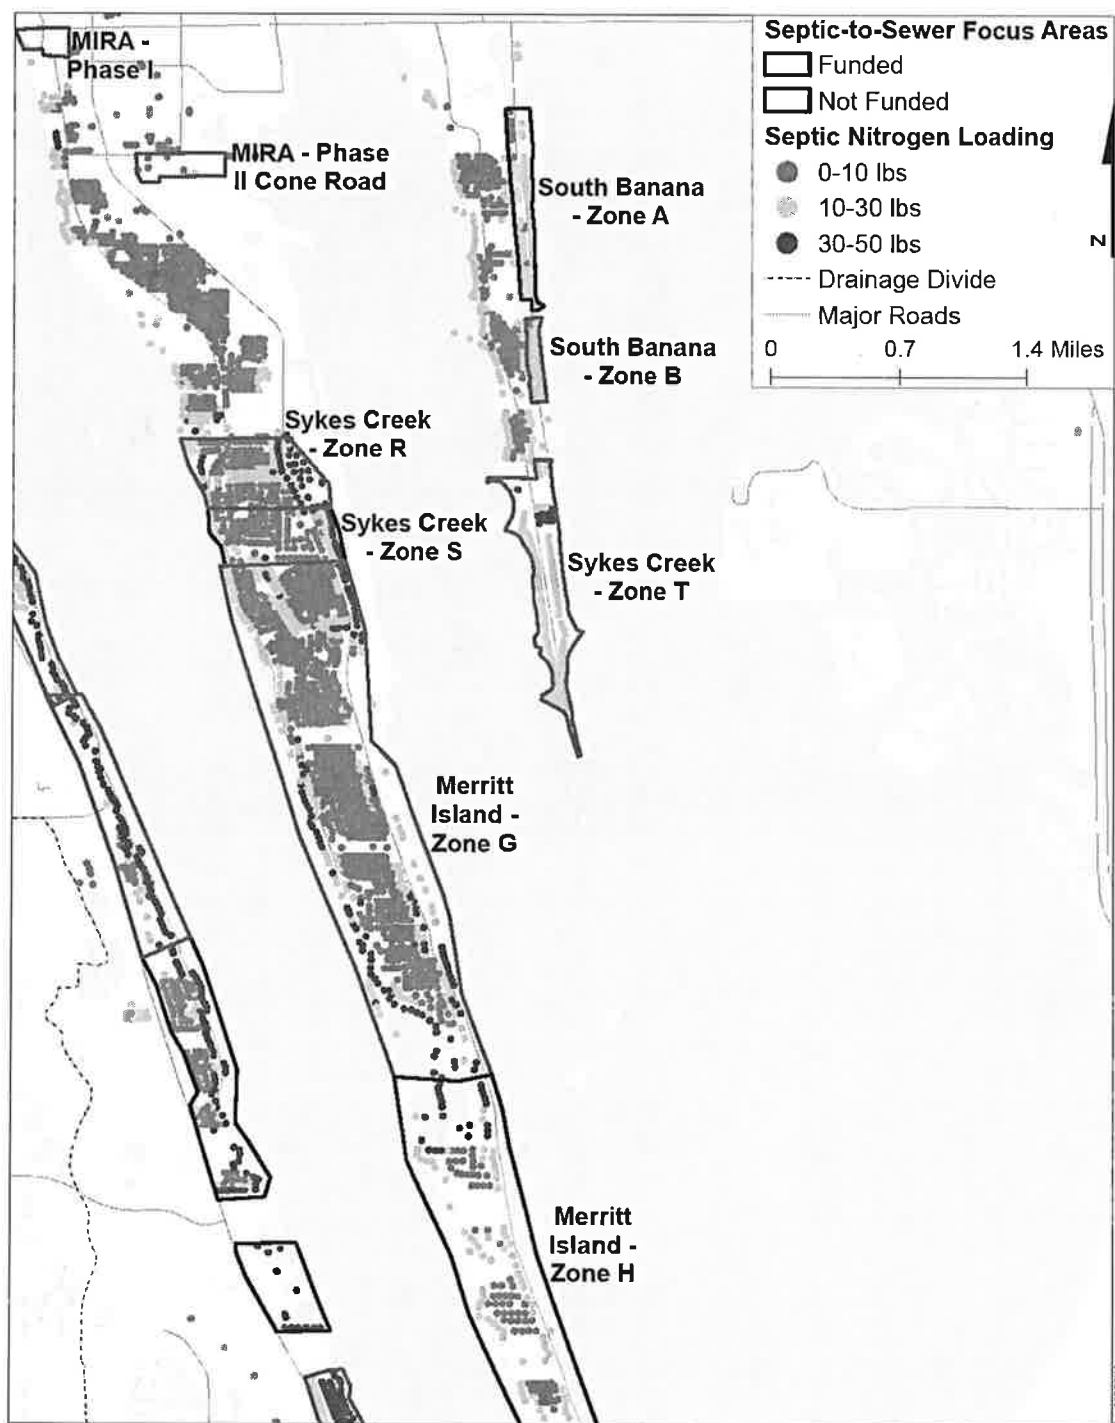 MIRA -
Phase I
MIRA - Phase
II Cone Road
South Banana
- Zone A
South Banana
- Zone B
Sykes Creek
- Zone R
Sykes Creek
- Zone S
Sykes Creek
- Zone T
Merritt
Island -
Zone G
Merritt
Island -
Zone H
Septic-to-Sewer Focus Areas
Funded
Not Funded
Septic Nitrogen Loading
0-10 lbs
10-30 lbs
30-50 lbs
Drainage Divide
Major Roads
0 0.7 1.4 Miles
N